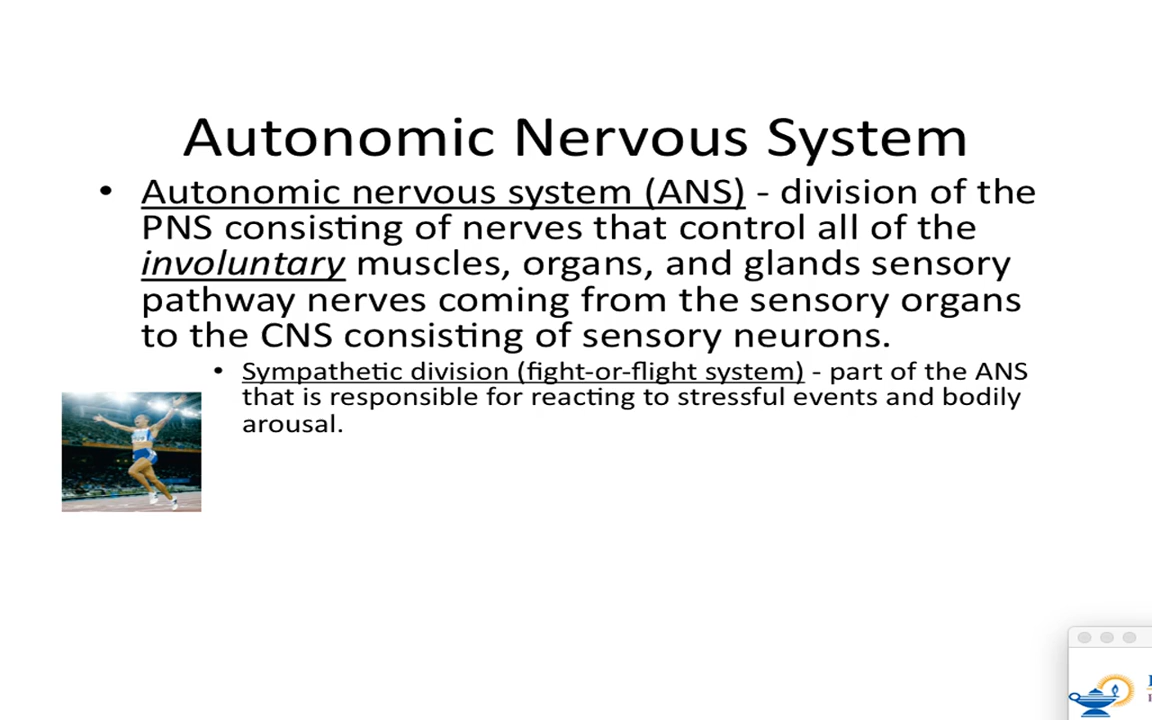 Autonomic Nervous System
• Autonomic nervous system (ANS) - division of the
PNS consisting of nerves that control all of the
involuntary muscles, organs, and glands sensory
pathway nerves coming from the sensory organs
to the CNS consisting of sensory neurons.
• Sympathetic division (fight-or-flight system) - part of the ANS
that is responsible for reacting to stressful events and bodily
arousal.